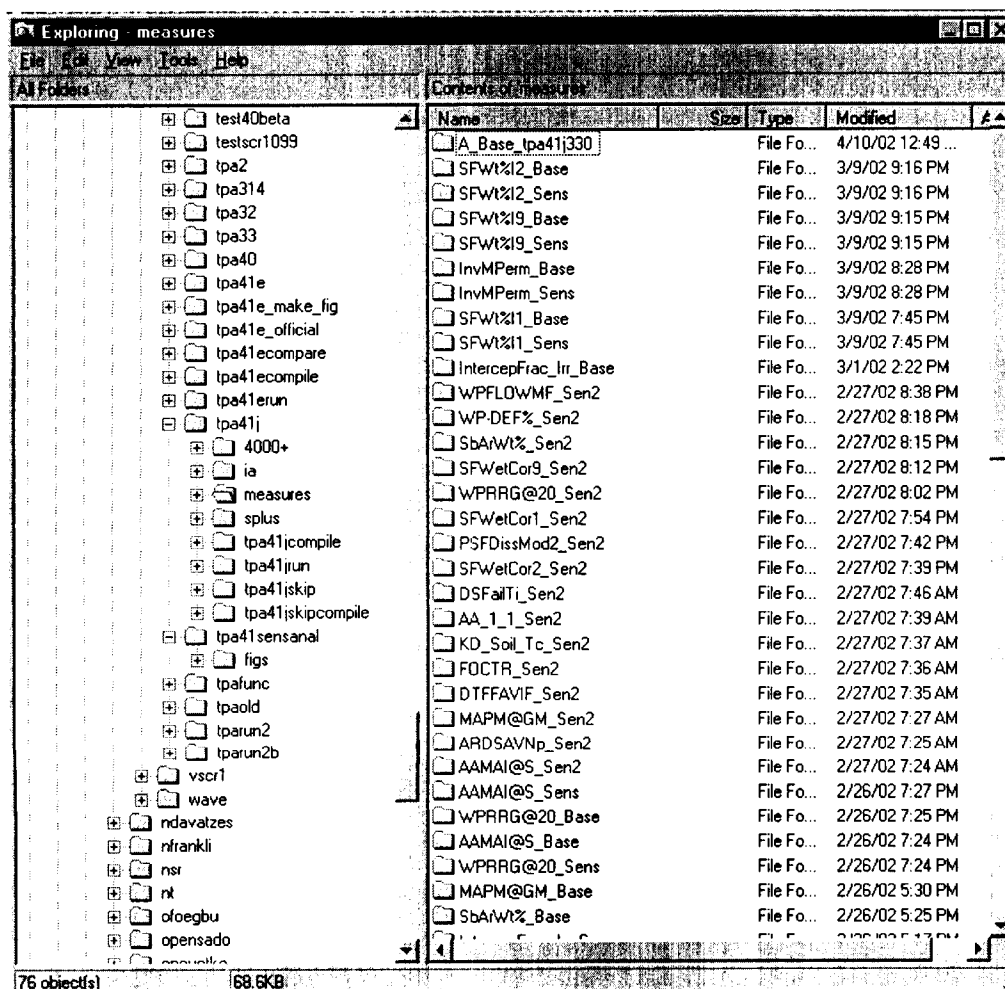 Exploring - measures
File Edit View Tools Help
All Folders
Contents of 'measures'
test40beta
testscr1099
tpa2
tpa314
tpa32
tpa33
tpa40
tpa41e
tpa41e_make_fig
tpa41e_official
tpa41ecompare
tpa41ecompile
tpa41erun
tpa41j
4000+
ia
measures
splus
tpa41jcompile
tpa41jrun
tpa41jskip
tpa41jskipcompile
tpa41sensanal
figs
tpafunc
tpaold
tparun2
tparun2b
vscr1
wave
ndavatzes
nfrankli
nsr
nt
ofoegbu
opensado
Name Size Type Modified
A_Base_tpa41j330 File Fo... 4/10/02 12:49 ...
SFWt%I2_Base File Fo... 3/9/02 9:16 PM
SFWt%I2_Sens File Fo... 3/9/02 9:16 PM
SFWt%I9_Base File Fo... 3/9/02 9:15 PM
SFWt%I9_Sens File Fo... 3/9/02 9:15 PM
InvMPerm_Base File Fo... 3/9/02 8:28 PM
InvMPerm_Sens File Fo... 3/9/02 8:28 PM
SFWt%I1_Base File Fo... 3/9/02 7:45 PM
SFWt%I1_Sens File Fo... 3/9/02 7:45 PM
IntercepFrac_Irr_Base File Fo... 3/1/02 2:22 PM
WPFLOWMF_Sen2 File Fo... 2/27/02 8:38 PM
WP-DEF%_Sen2 File Fo... 2/27/02 8:18 PM
SbArWt%_Sen2 File Fo... 2/27/02 8:15 PM
SFWetCor9_Sen2 File Fo... 2/27/02 8:12 PM
WPRRG@20_Sen2 File Fo... 2/27/02 8:02 PM
SFWetCor1_Sen2 File Fo... 2/27/02 7:54 PM
PSFDissMod2_Sen2 File Fo... 2/27/02 7:42 PM
SFWetCor2_Sen2 File Fo... 2/27/02 7:39 PM
DSFailTi_Sen2 File Fo... 2/27/02 7:46 AM
AA_1_1_Sen2 File Fo... 2/27/02 7:39 AM
KD_Soil_Tc_Sen2 File Fo... 2/27/02 7:37 AM
FOCTR_Sen2 File Fo... 2/27/02 7:36 AM
DTFFAVIF_Sen2 File Fo... 2/27/02 7:35 AM
MAPM@GM_Sen2 File Fo... 2/27/02 7:27 AM
ARDSAVNp_Sen2 File Fo... 2/27/02 7:25 AM
AAMAI@S_Sen2 File Fo... 2/27/02 7:24 AM
AAMAI@S_Sens File Fo... 2/26/02 7:27 PM
WPRRG@20_Base File Fo... 2/26/02 7:25 PM
AAMAI@S_Base File Fo... 2/26/02 7:24 PM
WPRRG@20_Sens File Fo... 2/26/02 7:24 PM
MAPM@GM_Base File Fo... 2/26/02 5:30 PM
SbArWt%_Base File Fo... 2/26/02 5:25 PM
76 object(s) 68.6KB